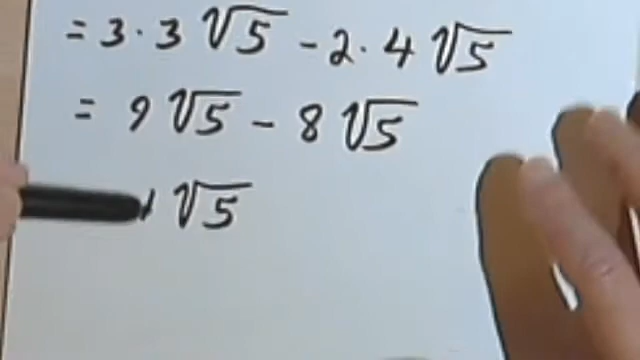 = 3 · 3 √5 - 2 · 4 √5
= 9 √5 - 8 √5
√5